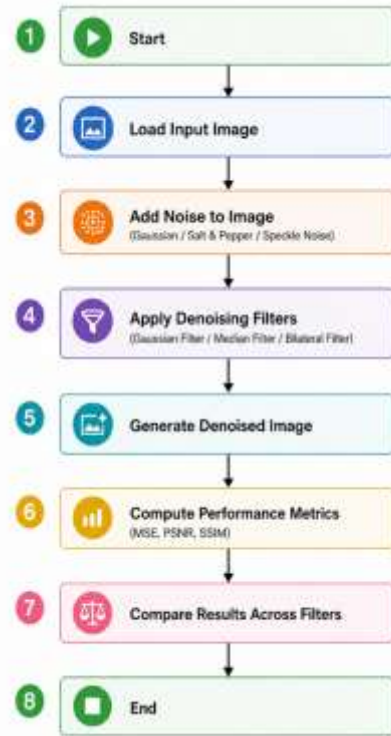 1
Start
2
Load Input Image
3
Add Noise to Image
(Gaussian / Salt & Pepper / Speckle Noise)
4
Apply Denoising Filters
(Gaussian Filter / Median Filter / Bilateral Filter)
5
Generate Denoised Image
6
Compute Performance Metrics
(MSE, PSNR, SSIM)
7
Compare Results Across Filters
8
End